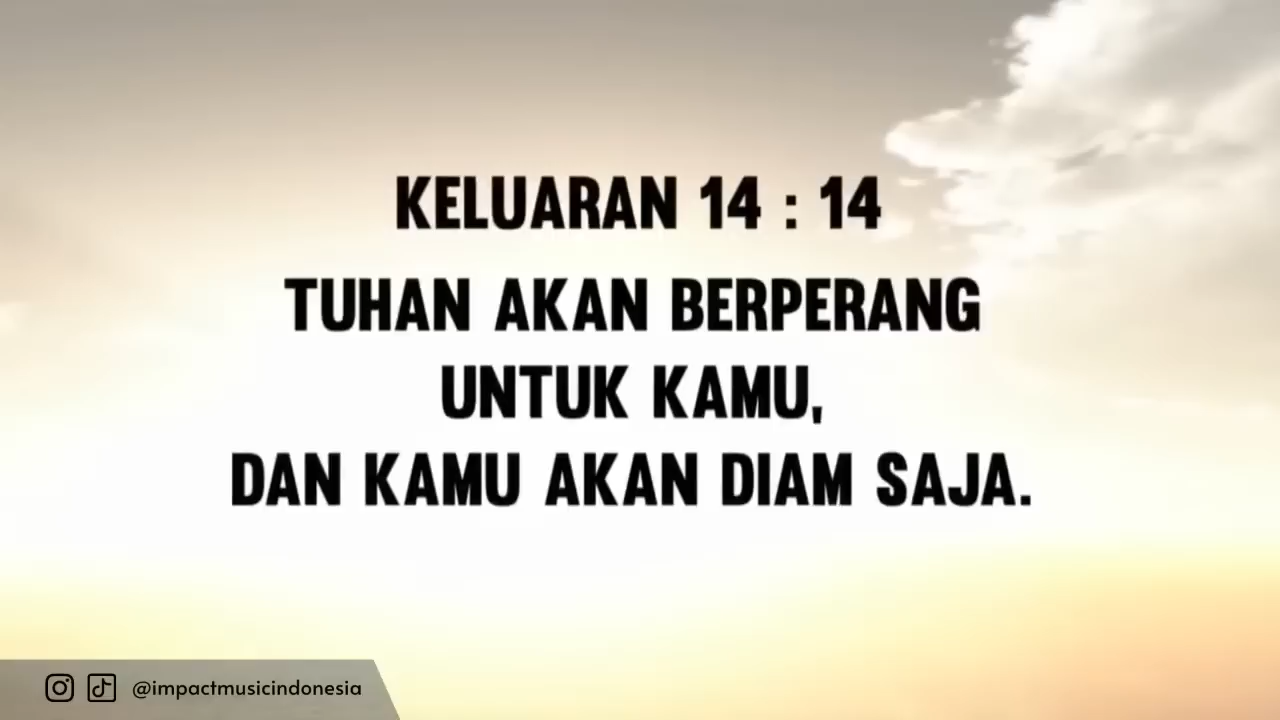 KELUARAN 14 : 14
TUHAN AKAN BERPERANG
UNTUK KAMU,
DAN KAMU AKAN DIAM SAJA.
@impactmusicindonesia